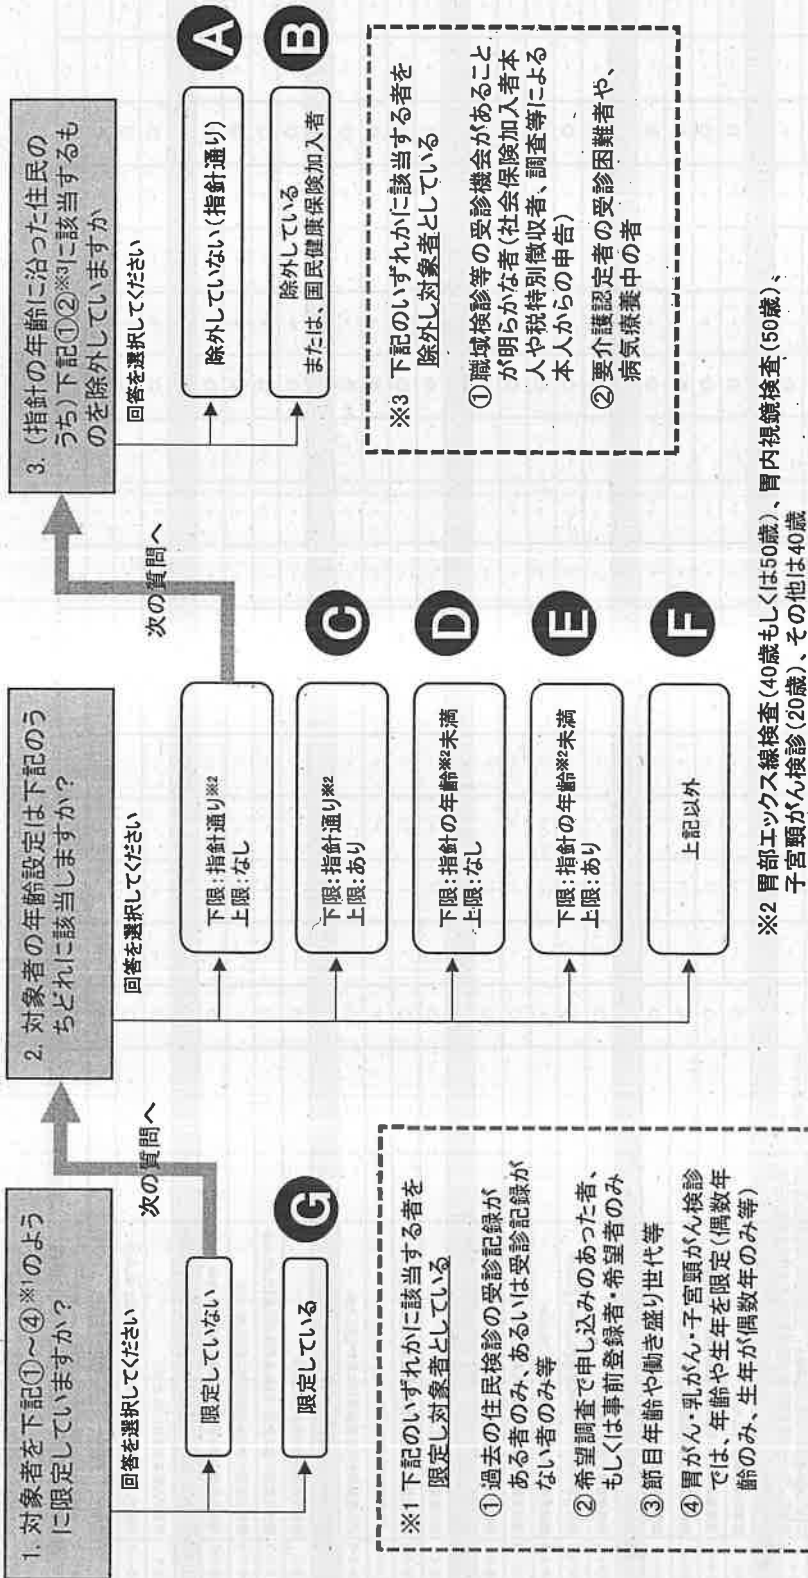 1. 対象者を下記①～④※1のよう
に限定していますか？
回答を選択してください
限定していない
次の質問へ
限定している
G
※1 下記のいずれかに該当する者を
限定し対象者としている
①過去の住民検診の受診記録が
ある者のみ、あるいは受診記録が
ない者のみ等
②希望調査で申し込みのあった者、
もしくは事前登録者・希望者のみ
③節目年齢や働き盛り世代等
④胃がん・乳がん・子宮頸がん検診
では、年齢や生年を限定(偶数年
齢のみ、生年が偶数年のみ等)
2. 対象者の年齢設定は下記のう
ちどれに該当しますか？
回答を選択してください
下限:指針通り※2
上限:なし
次の質問へ
下限:指針通り※2
上限:あり
C
下限:指針の年齢※2未満
上限:なし
D
下限:指針の年齢※2未満
上限:あり
E
上記以外
F
※2 胃部エックス線検査(40歳もしくは50歳)、胃内視鏡検査(50歳)、
子宮頸がん検診(20歳)、その他は40歳
3. (指針の年齢に沿った住民の
うち)下記①②※3に該当するも
のを除外していますか
回答を選択してください
除外していない(指針通り)
A
除外している
または、国民健康保険加入者
B
※3 下記のいずれかに該当する者を
除外し対象者としている
①職域検診等の受診機会があること
が明らかな者(社会保険加入者本
人や税特別徴収者、調査等による
本人からの申告)
②要介護認定者の受診困難者や、
病気療養中の者